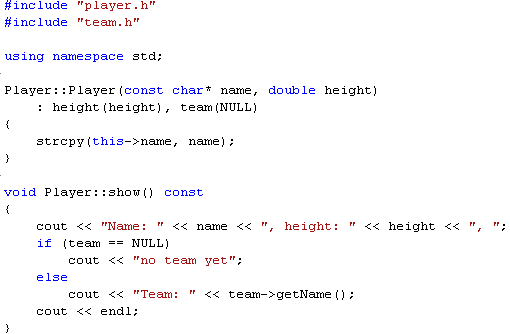 #include "player.h"
#include "team.h"
using namespace std;
Player::Player(const char* name, double height)
: height(height), team(NULL)
{
strcpy(this->name, name);
}
void Player::show() const
{
cout << "Name: " << name << ", height: " << height << ", ";
if (team == NULL)
cout << "no team yet";
else
cout << "Team: " << team->getName();
cout << endl;
}